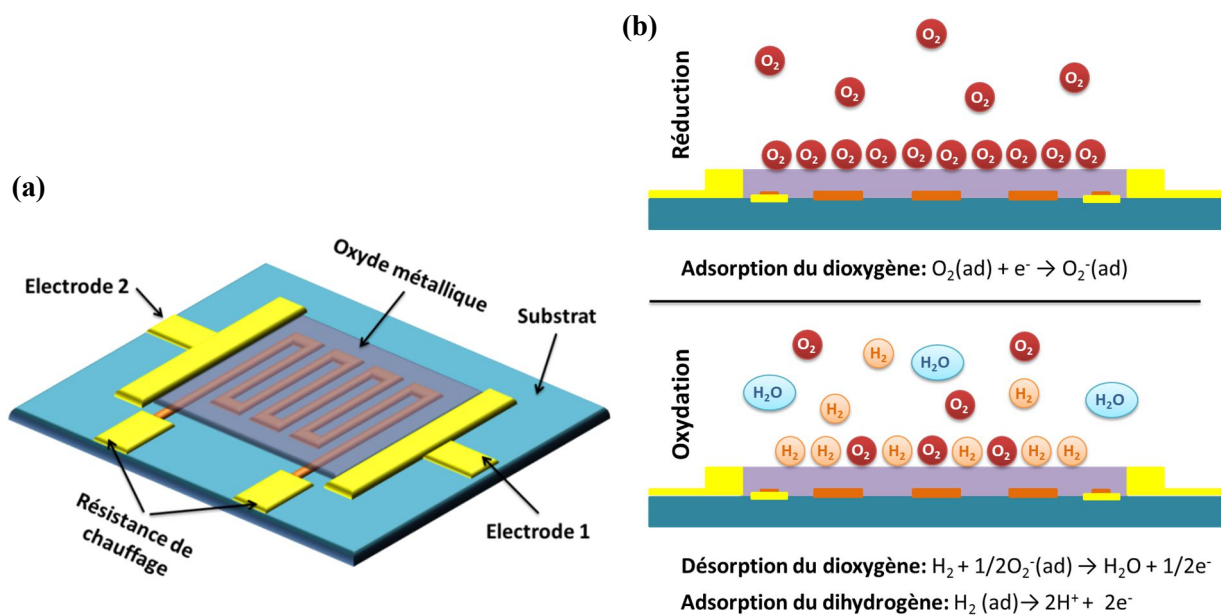 (a)
Electrode 2
Oxyde métallique
Substrat
Résistance de
chauffage
Electrode 1
(b)
Réduction
O₂
O₂
O₂
O₂
O₂
O₂ O₂ O₂ O₂ O₂ O₂ O₂ O₂ O₂ O₂
Adsorption du dioxygène: O₂(ad) + e⁻ → O₂⁻(ad)
Oxydation
O₂ H₂ H₂O O₂
H₂O H₂ O₂ H₂ H₂O
H₂ H₂ O₂ H₂ O₂ H₂ O₂ H₂ H₂
Désorption du dioxygène: H₂ + 1/2O₂⁻(ad) → H₂O + 1/2e⁻
Adsorption du dihydrogène: H₂ (ad)→ 2H⁺ + 2e⁻